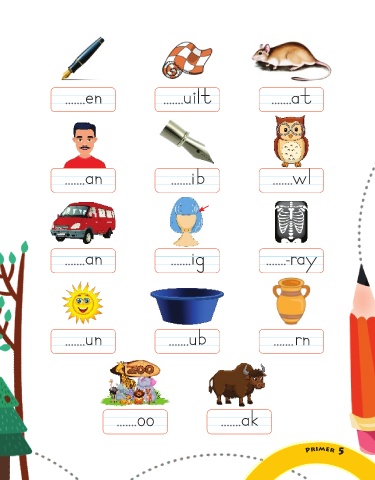 .......en .......uilt .......at
.......an .......ib .......wl
.......an .......ig .......-ray
.......un .......ub .......rn
ZOO
.......oo .......ak
PRIMER 5